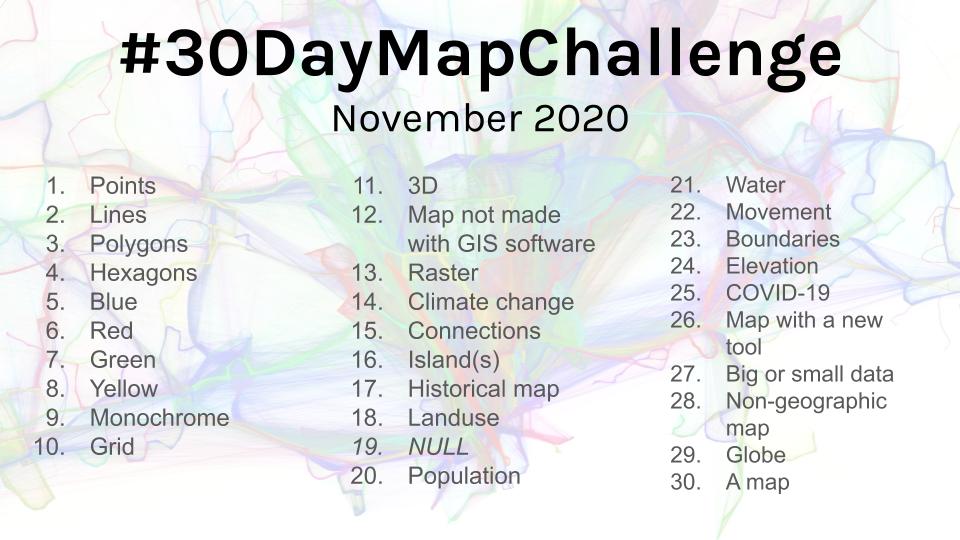 #30DayMapChallenge
November 2020
1. Points
2. Lines
3. Polygons
4. Hexagons
5. Blue
6. Red
7. Green
8. Yellow
9. Monochrome
10. Grid
11. 3D
12. Map not made
with GIS software
13. Raster
14. Climate change
15. Connections
16. Island(s)
17. Historical map
18. Landuse
19. NULL
20. Population
21. Water
22. Movement
23. Boundaries
24. Elevation
25. COVID-19
26. Map with a new
tool
27. Big or small data
28. Non-geographic
map
29. Globe
30. A map